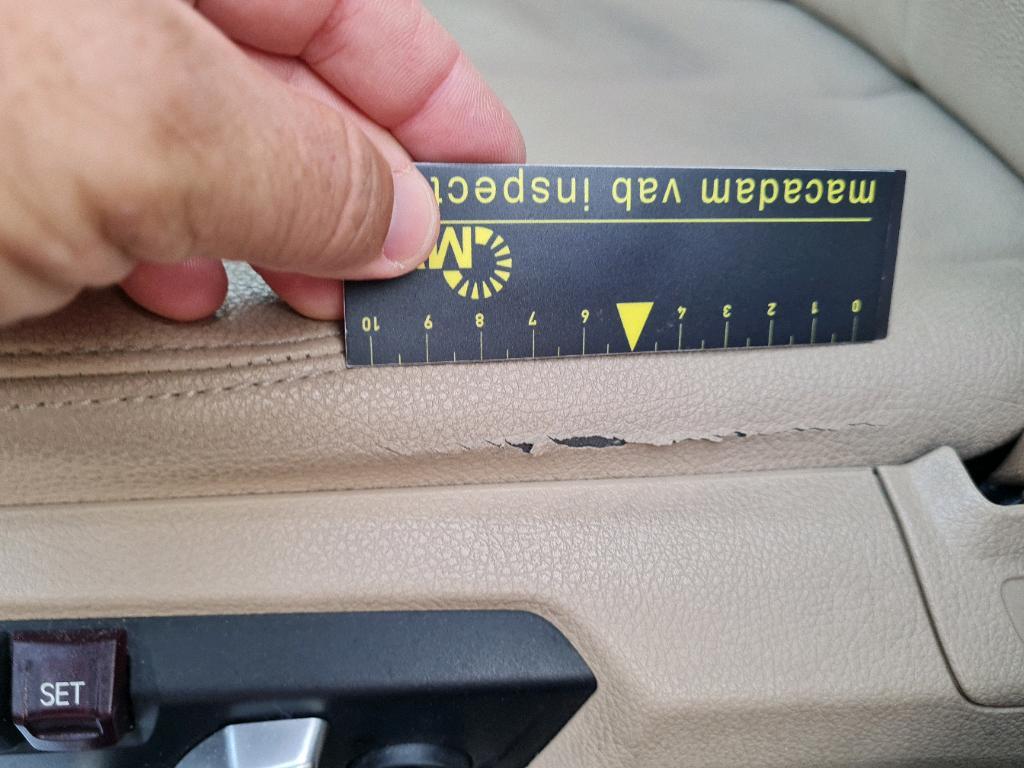 macadam vab inspect
M
10 9 8 7 6 4 3 2 1 0
SET